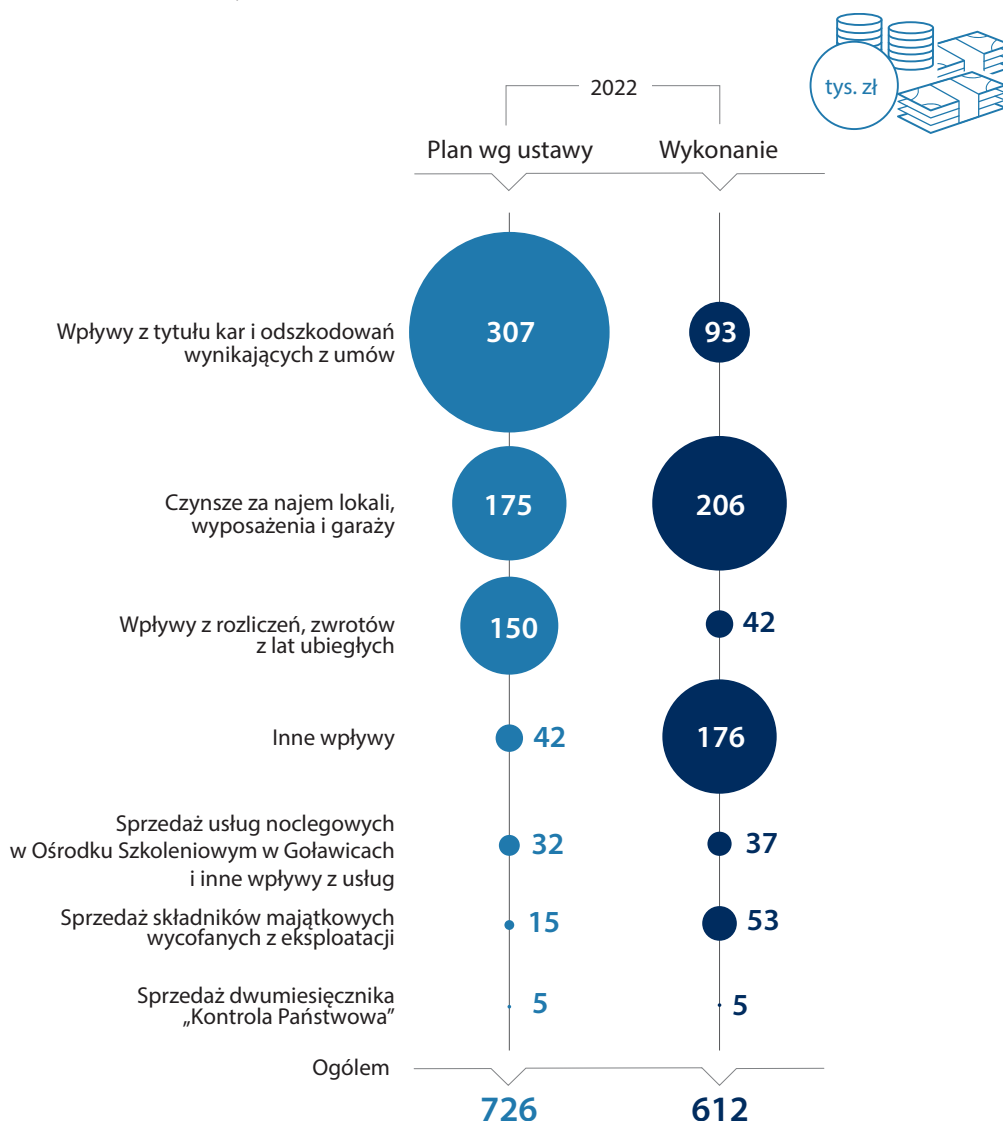 tys. zł
2022
Plan wg ustawy Wykonanie
Wpływy z tytułu kar i odszkodowań
wynikających z umów
307 93
Czynsze za najem lokali,
wyposażenia i garaży
175 206
Wpływy z rozliczeń, zwrotów
z lat ubiegłych
150 42
Inne wpływy 42 176
Sprzedaż usług noclegowych
w Ośrodku Szkoleniowym w Goławicach
i inne wpływy z usług
32 37
Sprzedaż składników majątkowych
wycofanych z eksploatacji
15 53
Sprzedaż dwumiesięcznika
„Kontrola Państwowa”
5 5
Ogółem
726 612